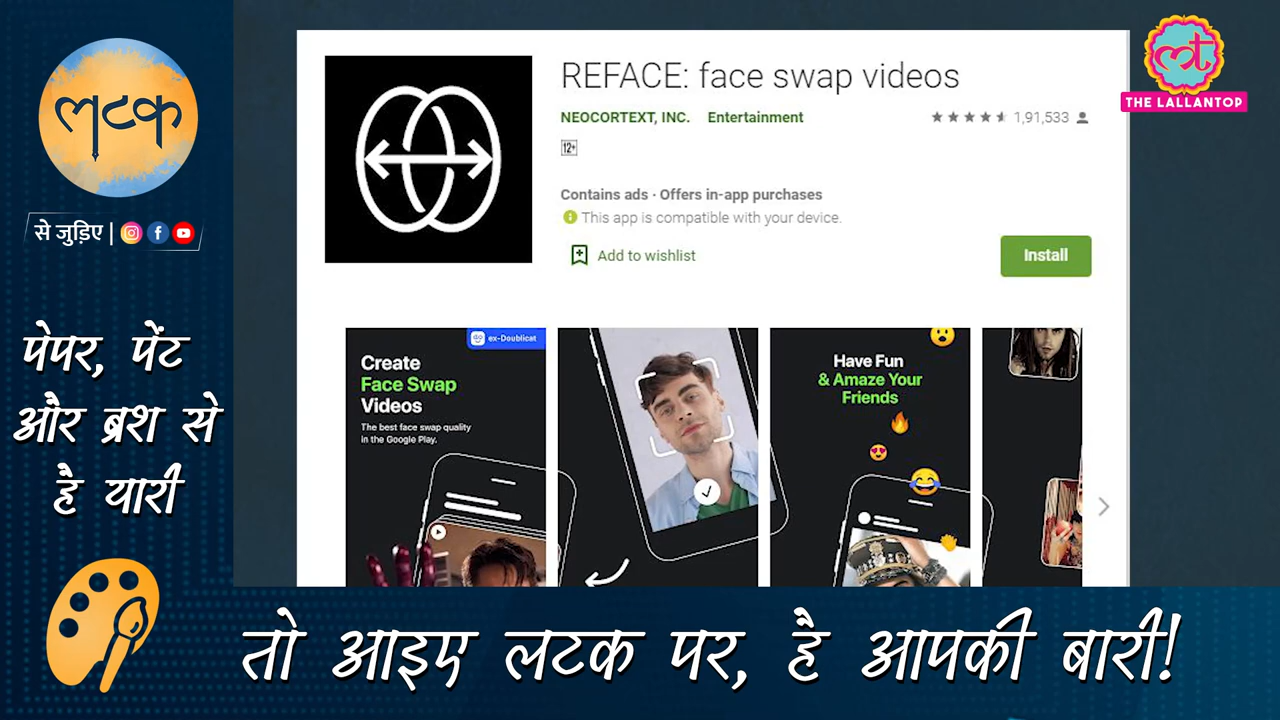 लटक
से जुड़िए |
पेपर, पेंट
और ब्रश से
है यारी
तो आइए लटक पर, है आपकी बारी!
लT
THE LALLANTOP
REFACE: face swap videos
NEOCORTEXT, INC. Entertainment
1,91,533
12+
Contains ads · Offers in-app purchases
This app is compatible with your device.
Add to wishlist
Install
ex-Doublicat
Create
Face Swap
Videos
The best face swap quality
in the Google Play.
Have Fun
& Amaze Your
Friends